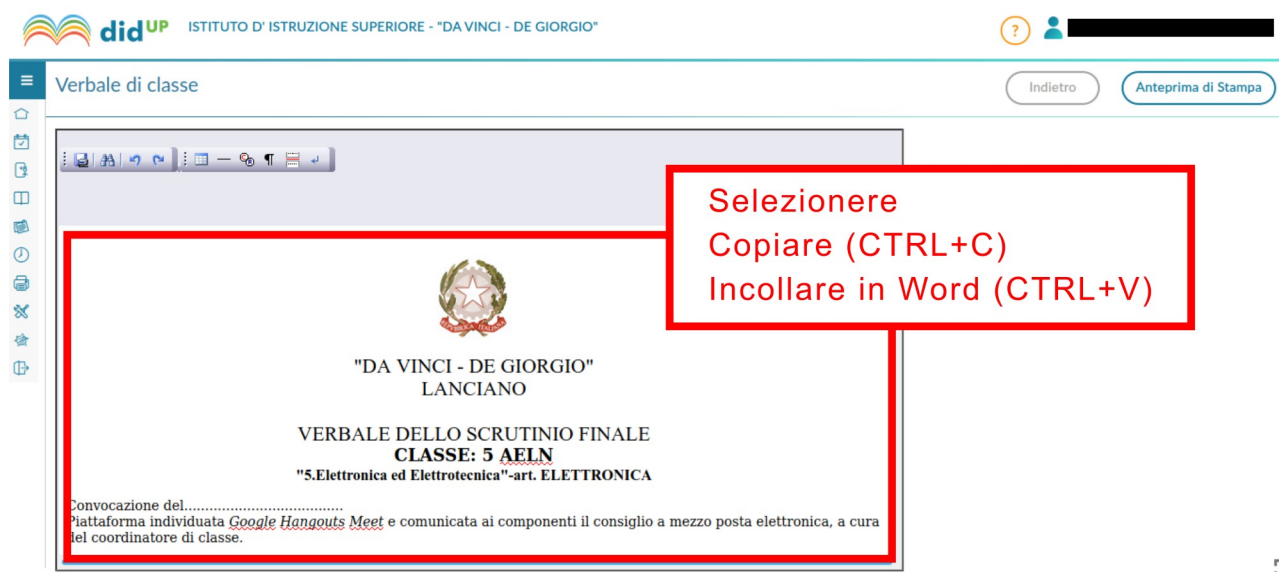 didUP ISTITUTO D' ISTRUZIONE SUPERIORE - "DA VINCI - DE GIORGIO"
?
Verbale di classe
Indietro
Anteprima di Stampa
Selezionere
Copiare (CTRL+C)
Incollare in Word (CTRL+V)
REPVBBLICA ITALIANA
"DA VINCI - DE GIORGIO"
LANCIANO
VERBALE DELLO SCRUTINIO FINALE
CLASSE: 5 AELN
"5.Elettronica ed Elettrotecnica"-art. ELETTRONICA
Convocazione del......................................
Piattaforma individuata Google Hangouts Meet e comunicata ai componenti il consiglio a mezzo posta elettronica, a cura
del coordinatore di classe.